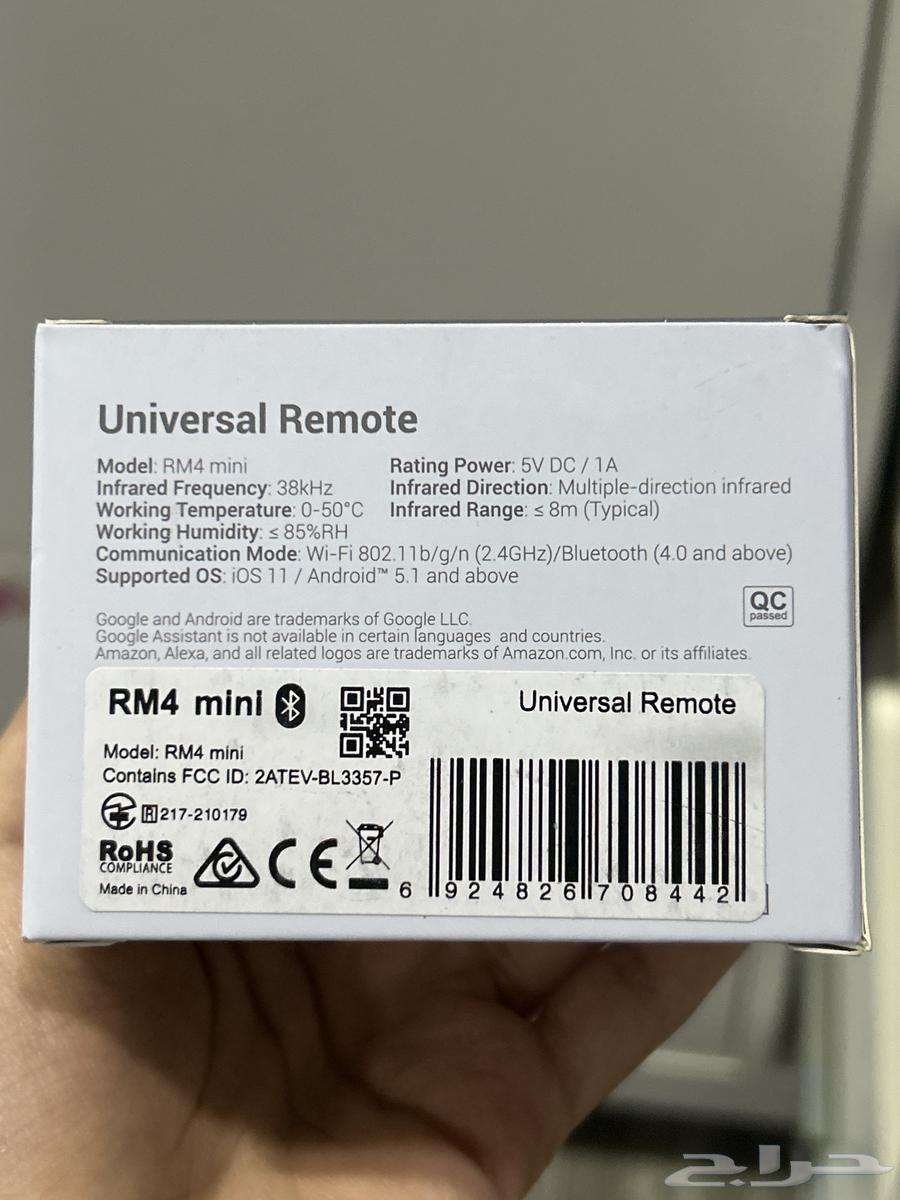 Universal Remote
Model: RM4 mini
Rating Power: 5V DC / 1A
Infrared Frequency: 38kHz
Infrared Direction: Multiple-direction infrared
Working Temperature: 0-50°C
Infrared Range: ≤ 8m (Typical)
Working Humidity: ≤ 85%RH
Communication Mode: Wi-Fi 802.11b/g/n (2.4GHz)/Bluetooth (4.0 and above)
Supported OS: iOS 11 / Android™ 5.1 and above
QC
passed
Google and Android are trademarks of Google LLC.
Google Assistant is not available in certain languages and countries.
Amazon, Alexa, and all related logos are trademarks of Amazon.com, Inc. or its affiliates.
RM4 mini
Universal Remote
Model: RM4 mini
Contains FCC ID: 2ATEV-BL3357-P
R 217-210179
RoHS
COMPLIANCE
CE
Made in China
6 924826 708442
حراج